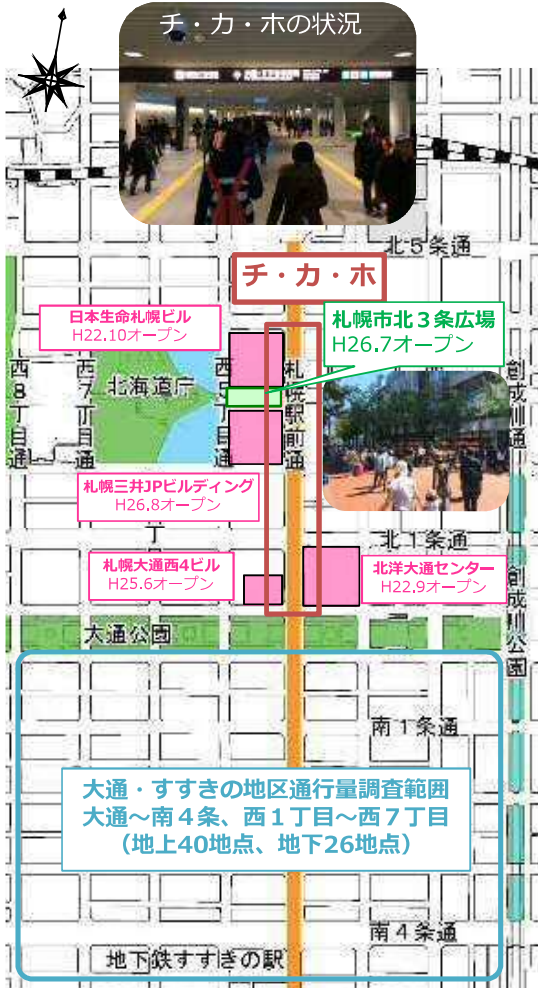 チ・カ・ホの状況
北5条通
チ・カ・ホ
日本生命札幌ビル
H22.10オープン
札幌市北3条広場
H26.7オープン
西8丁目通
西7丁目通
北海道庁
西5丁目通
札幌駅前通
創成川通
札幌三井JPビルディング
H26.8オープン
北1条通
札幌大通西4ビル
H25.6オープン
北洋大通センター
H22.9オープン
創成川公園
大通公園
南1条通
大通・すすきの地区通行量調査範囲
大通～南4条、西1丁目～西7丁目
（地上40地点、地下26地点）
南4条通
地下鉄すすきの駅